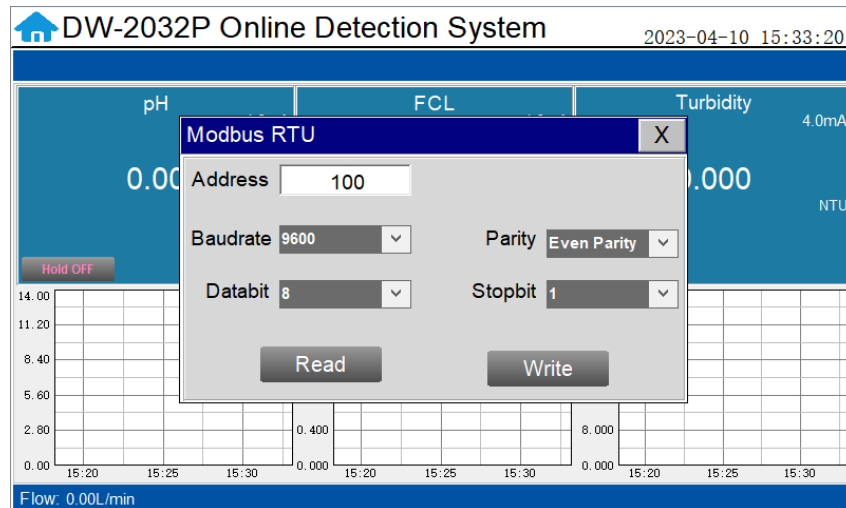 DW-2032P Online Detection System
2023-04-10 15:33:20
pH
FCL
Turbidity
4.0mA
Modbus RTU
X
Address 100
0.00
.000
NTU
Baudrate 9600
Parity Even Parity
Hold OFF
Databit 8
Stopbit 1
14.00
11.20
8.40
5.60
2.80
0.00
Read
Write
0.400
0.000
8.000
0.000
15:20 15:25 15:30
15:20 15:25 15:30
15:20 15:25 15:30
Flow: 0.00L/min